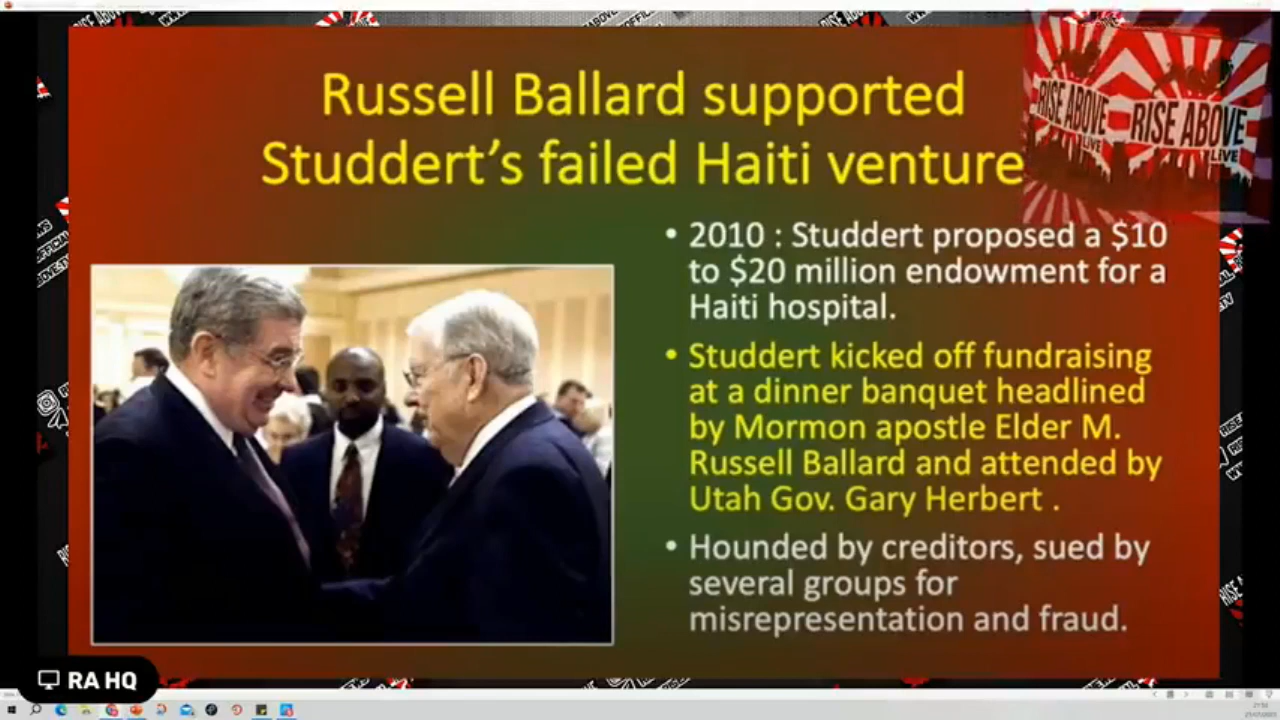 Russell Ballard supported
Studdert's failed Haiti venture
RISE ABOVE
LIVE
RISE ABOVE
LIVE
• 2010 : Studdert proposed a $10
to $20 million endowment for a
Haiti hospital.
• Studdert kicked off fundraising
at a dinner banquet headlined
by Mormon apostle Elder M.
Russell Ballard and attended by
Utah Gov. Gary Herbert .
• Hounded by creditors, sued by
several groups for
misrepresentation and fraud.
RA HQ